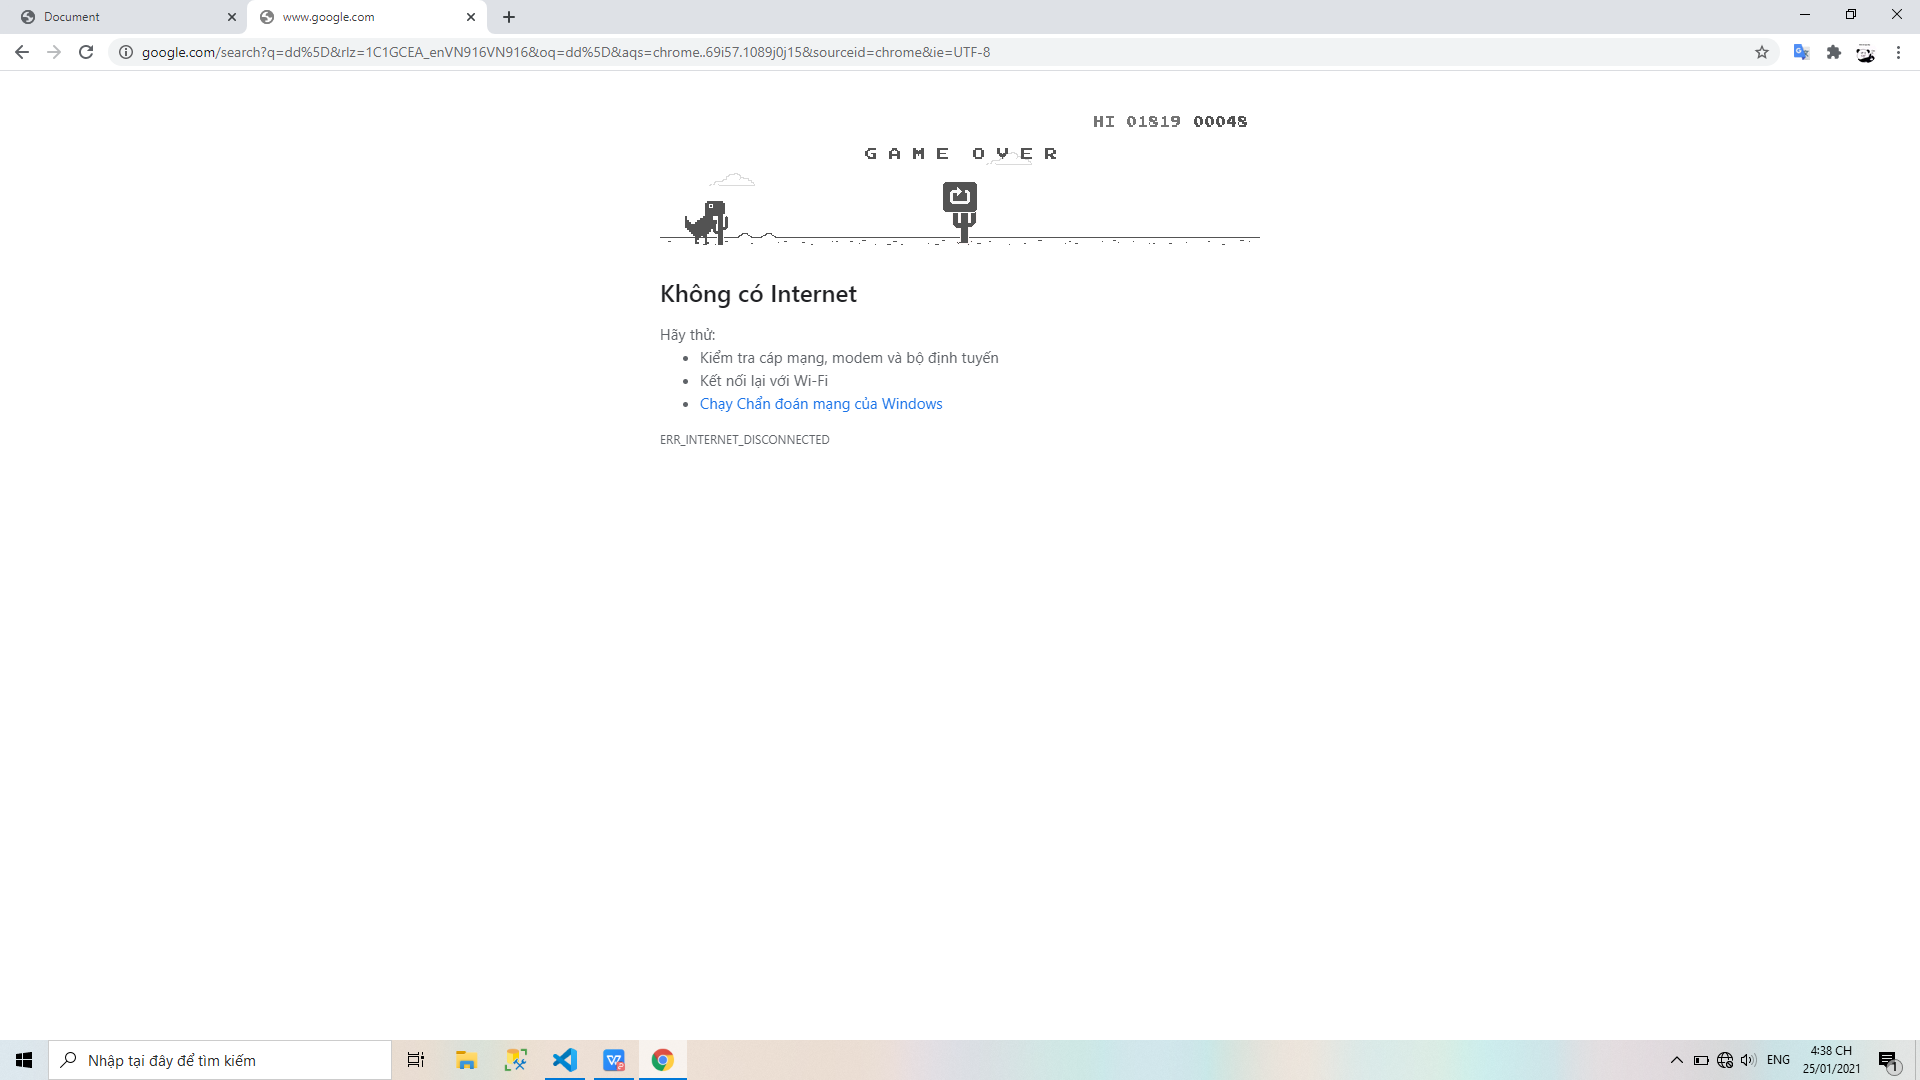 Document
www.google.com
google.com/search?q=dd%5D&rlz=1C1GCEA_enVN916VN916&oq=dd%5D&aqs=chrome..69i57.1089j0j15&sourceid=chrome&ie=UTF-8
HI 01819 00048
GAME OVER
Không có Internet
Hãy thử:
• Kiểm tra cáp mạng, modem và bộ định tuyến
• Kết nối lại với Wi-Fi
• Chạy Chẩn đoán mạng của Windows
ERR_INTERNET_DISCONNECTED
Nhập tại đây để tìm kiếm
ENG
4:38 CH
25/01/2021
1